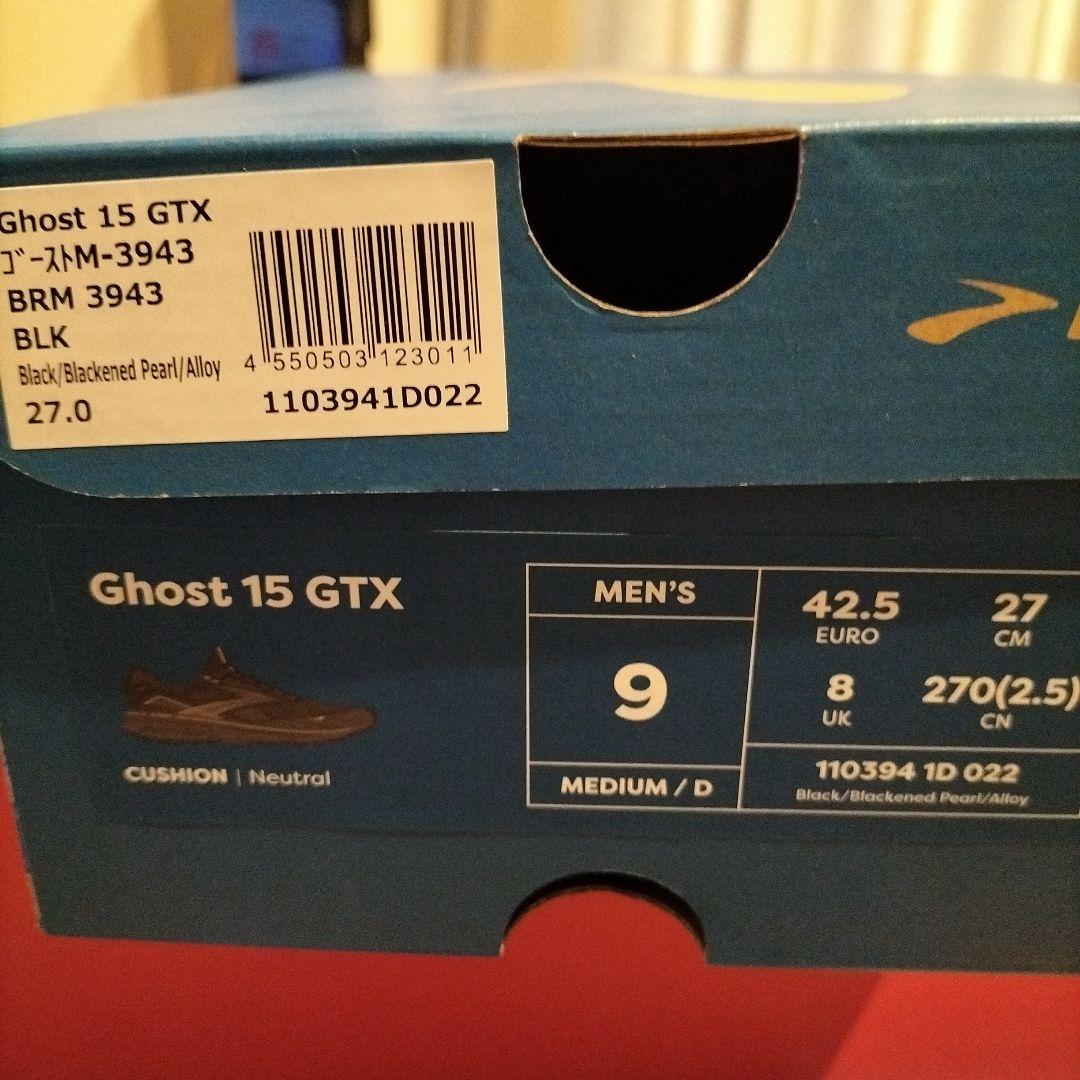 Ghost 15 GTX
ｺﾞｰｽﾄM-3943
BRM 3943
BLK
Black/Blackened Pearl/Alloy
27.0
4 550503 123011
1103941D022
Ghost 15 GTX
CUSHION | Neutral
MEN'S
9
MEDIUM / D
42.5
EURO
27
CM
8
UK
270(2.5)
CN
110394 1D 022
Black/Blackened Pearl/Alloy